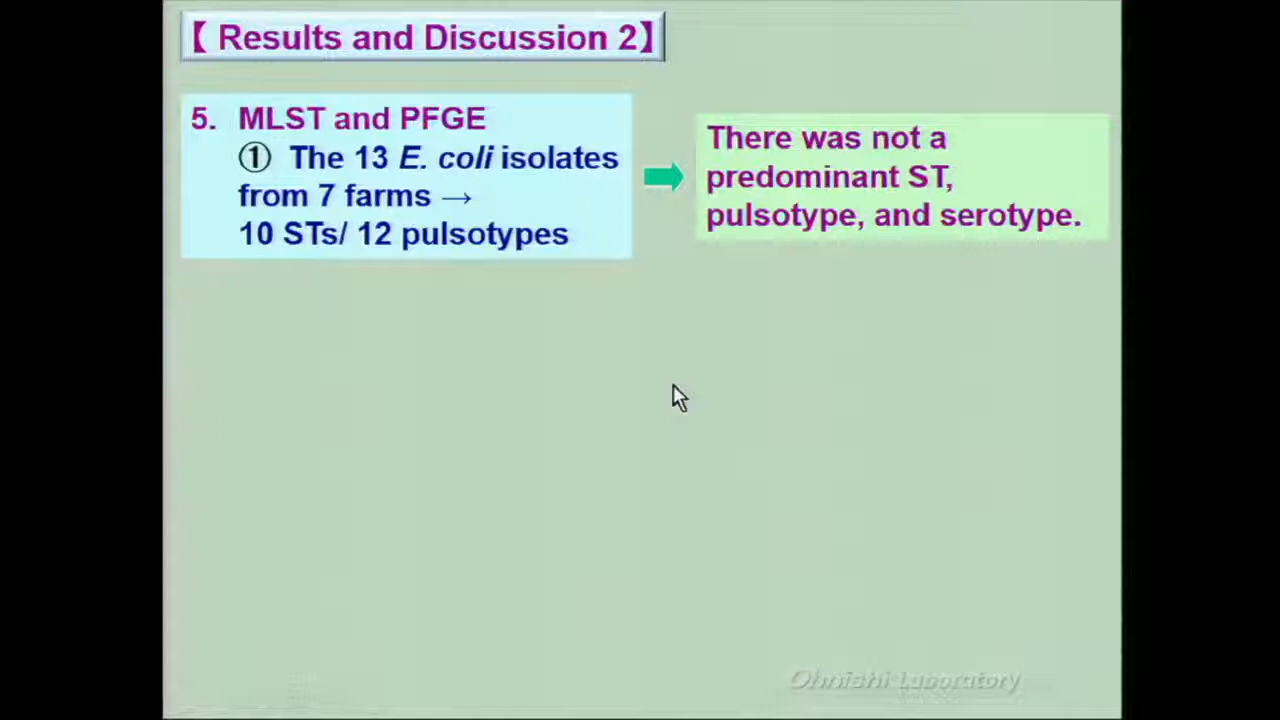 【 Results and Discussion 2】
5. MLST and PFGE
① The 13 E. coli isolates
from 7 farms →
10 STs/ 12 pulsotypes
There was not a
predominant ST,
pulsotype, and serotype.
Ohnishi Laboratory